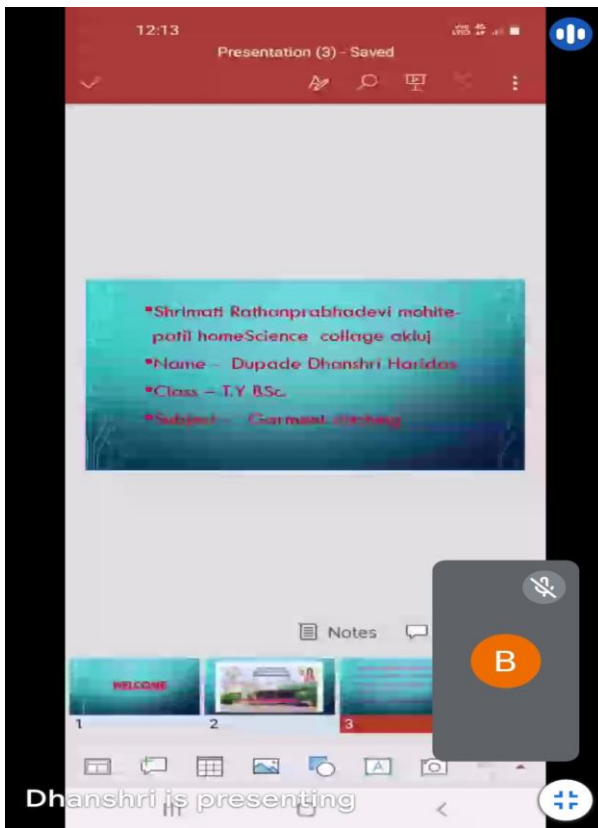 12:13
Presentation (3) - Saved
▪Shrimati Rathanprabhadevi mohite-
patil homeScience collage akluj
▪Name – Dupade Dhanshri Haridas
▪Class – T.Y BSc.
▪Subject – Garment stitching
Notes
B
WELCOME
1
2
3
Dhanshri is presenting